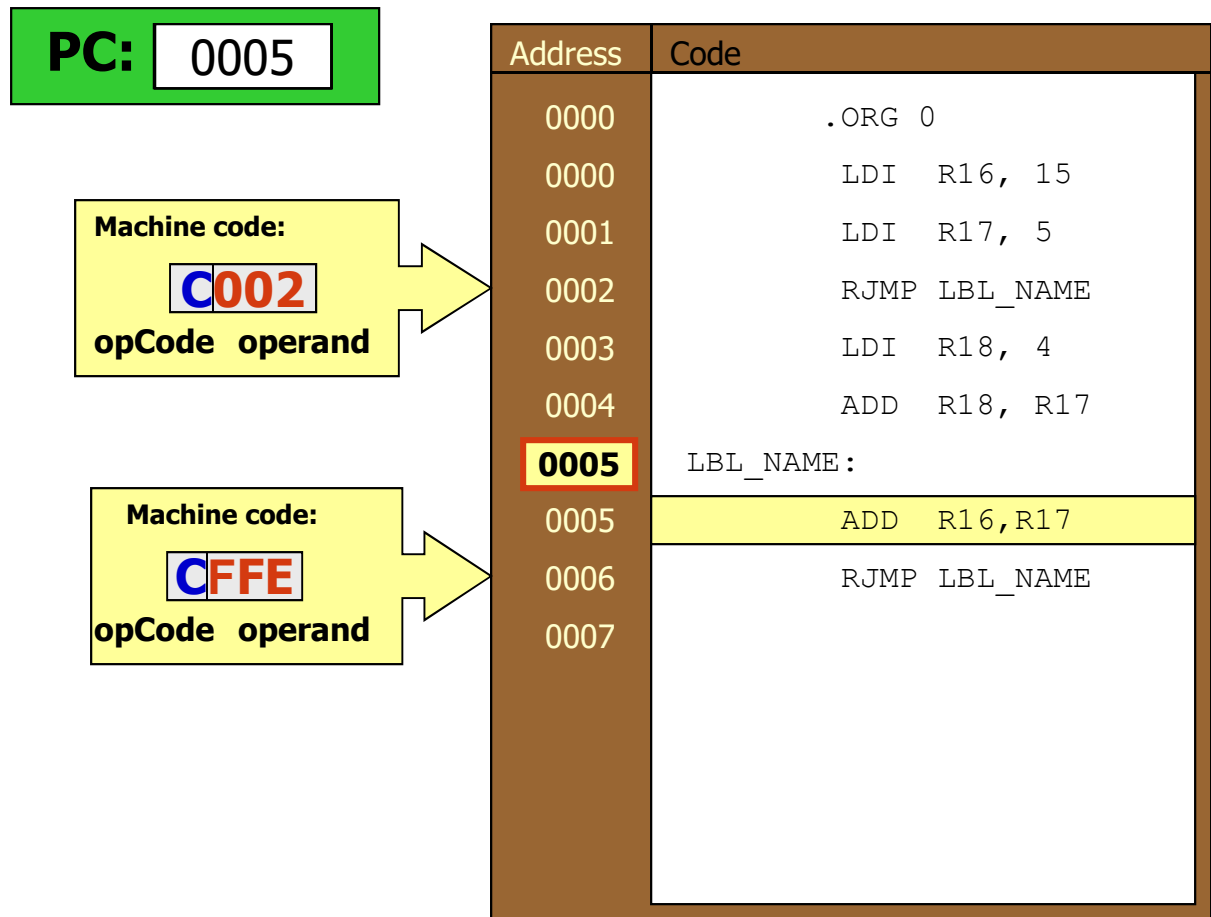 PC: 0005
Machine code:
C002
opCode operand
Machine code:
CFFE
opCode operand
Address Code
0000 .ORG 0
0000 LDI R16, 15
0001 LDI R17, 5
0002 RJMP LBL_NAME
0003 LDI R18, 4
0004 ADD R18, R17
0005 LBL_NAME:
0005 ADD R16,R17
0006 RJMP LBL_NAME
0007